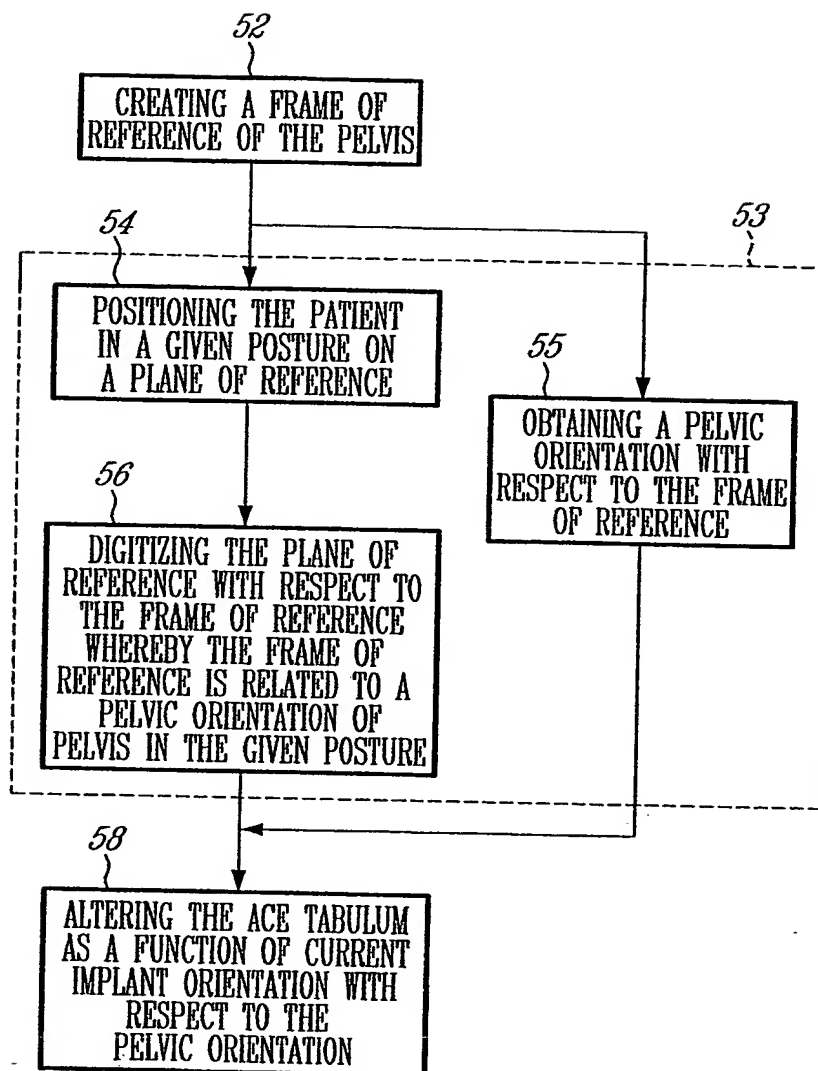 52
CREATING A FRAME OF
REFERENCE OF THE PELVIS
54
53
POSITIONING THE PATIENT
IN A GIVEN POSTURE ON
A PLANE OF REFERENCE
55
OBTAINING A PELVIC
ORIENTATION WITH
RESPECT TO THE FRAME
OF REFERENCE
56
DIGITIZING THE PLANE OF
REFERENCE WITH RESPECT TO
THE FRAME OF REFERENCE
WHEREBY THE FRAME OF
REFERENCE IS RELATED TO A
PELVIC ORIENTATION OF
PELVIS IN THE GIVEN POSTURE
58
ALTERING THE ACE TABULUM
AS A FUNCTION OF CURRENT
IMPLANT ORIENTATION WITH
RESPECT TO THE
PELVIC ORIENTATION